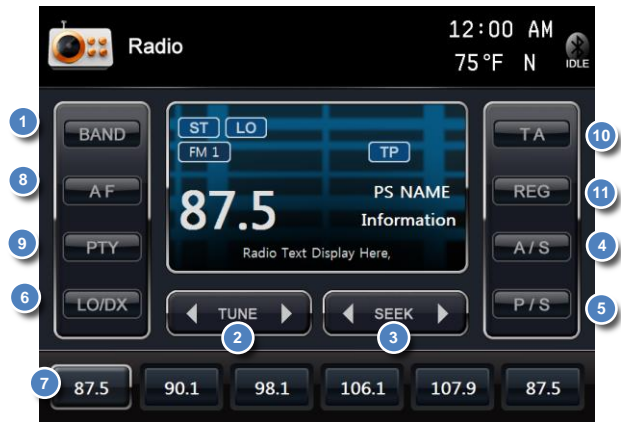 Radio
12:00 AM
75°F N
IDLE
1
BAND
8
AF
9
PTY
6
LO/DX
ST LO
FM 1
TP
87.5
PS NAME
Information
Radio Text Display Here,
TA
10
REG
11
A/S
4
P/S
5
TUNE
2
SEEK
3
7
87.5 90.1 98.1 106.1 107.9 87.5